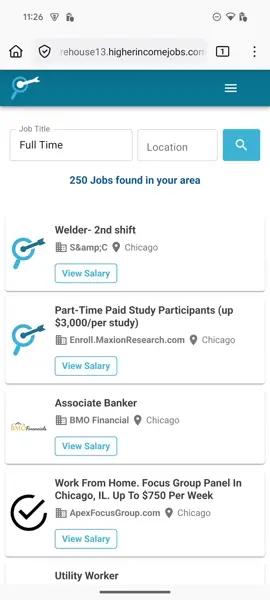 11:26
rehouse13.higherincomejobs.com
1
Job Title
Full Time
Location
250 Jobs found in your area
Welder- 2nd shift
S&amp;C Chicago
View Salary
Part-Time Paid Study Participants (up
$3,000/per study)
Enroll.MaxionResearch.com Chicago
View Salary
Associate Banker
BMO Financials
BMO Financial Chicago
View Salary
Work From Home. Focus Group Panel In
Chicago, IL. Up To $750 Per Week
ApexFocusGroup.com Chicago
View Salary
Utility Worker